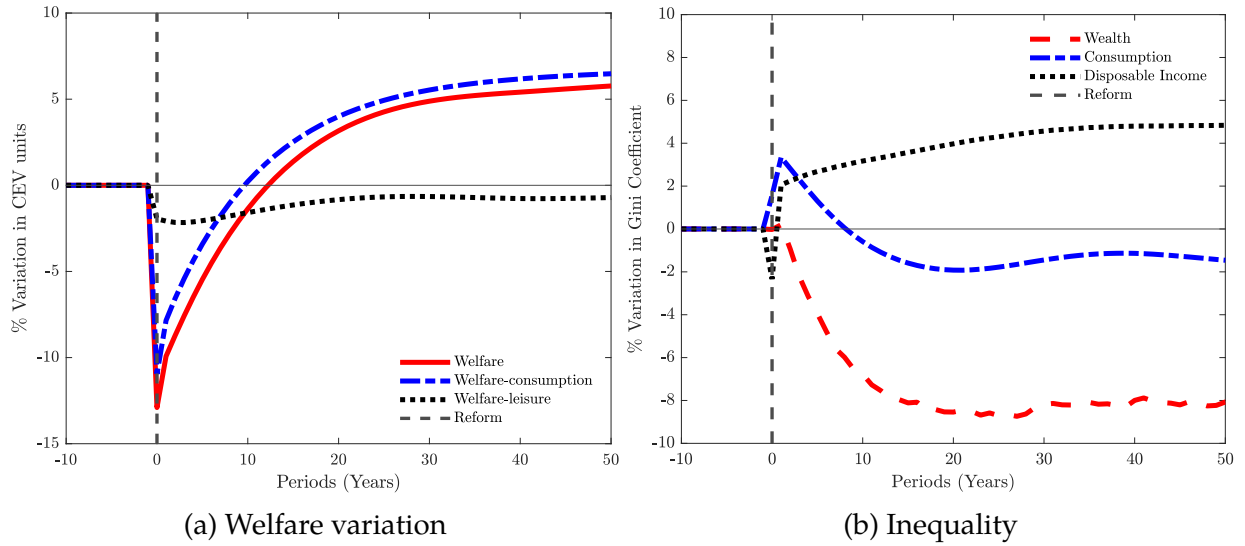 % Variation in CEV units
10
5
0
-5
-10
-15
-10
0
10
20
30
40
50
Periods (Years)
Welfare
Welfare-consumption
Welfare-leisure
Reform
(a) Welfare variation
% Variation in Gini Coefficient
10
8
6
4
2
0
-2
-4
-6
-8
-10
-10
0
10
20
30
40
50
Periods (Years)
Wealth
Consumption
Disposable Income
Reform
(b) Inequality